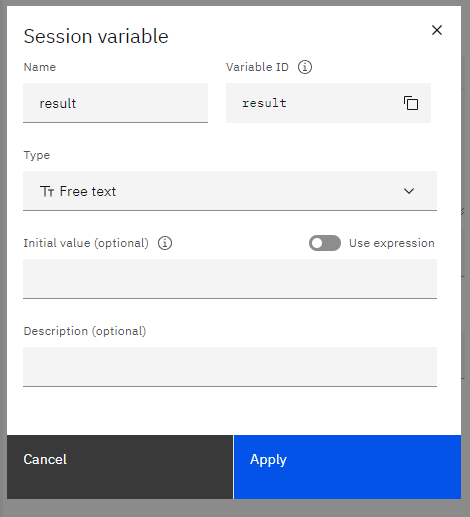 Session variable
Name
Variable ID
result
result
Type
Free text
Initial value (optional)
Use expression
Description (optional)
Cancel
Apply